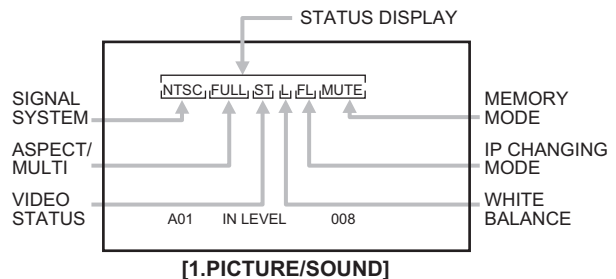 STATUS DISPLAY
NTSC FULL ST L FL MUTE
SIGNAL
SYSTEM
ASPECT/
MULTI
VIDEO
STATUS
MEMORY
MODE
IP CHANGING
MODE
WHITE
BALANCE
A01 IN LEVEL 008
[1.PICTURE/SOUND]